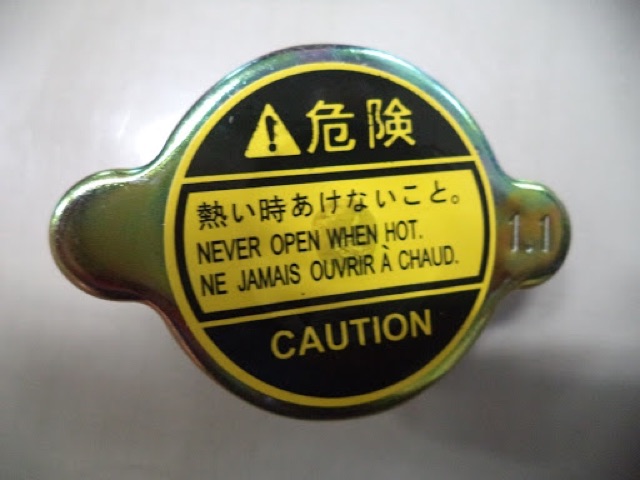 危険
熱い時あけないこと。
NEVER OPEN WHEN HOT.
NE JAMAIS OUVRIR À CHAUD.
1.1
CAUTION